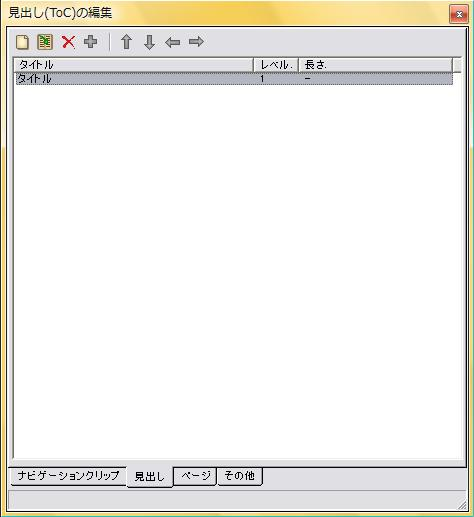 見出し(ToC)の編集
タイトル レベル. 長さ.
タイトル 1 -
ナビゲーションクリップ 見出し ページ その他